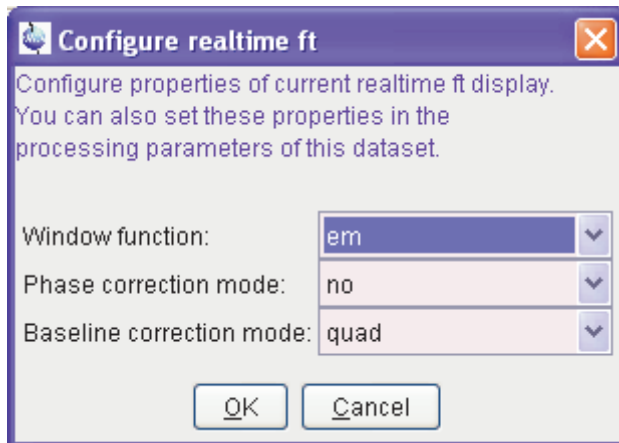 Configure realtime ft
Configure properties of current realtime ft display.
You can also set these properties in the
processing parameters of this dataset.
Window function: em
Phase correction mode: no
Baseline correction mode: quad
OK Cancel